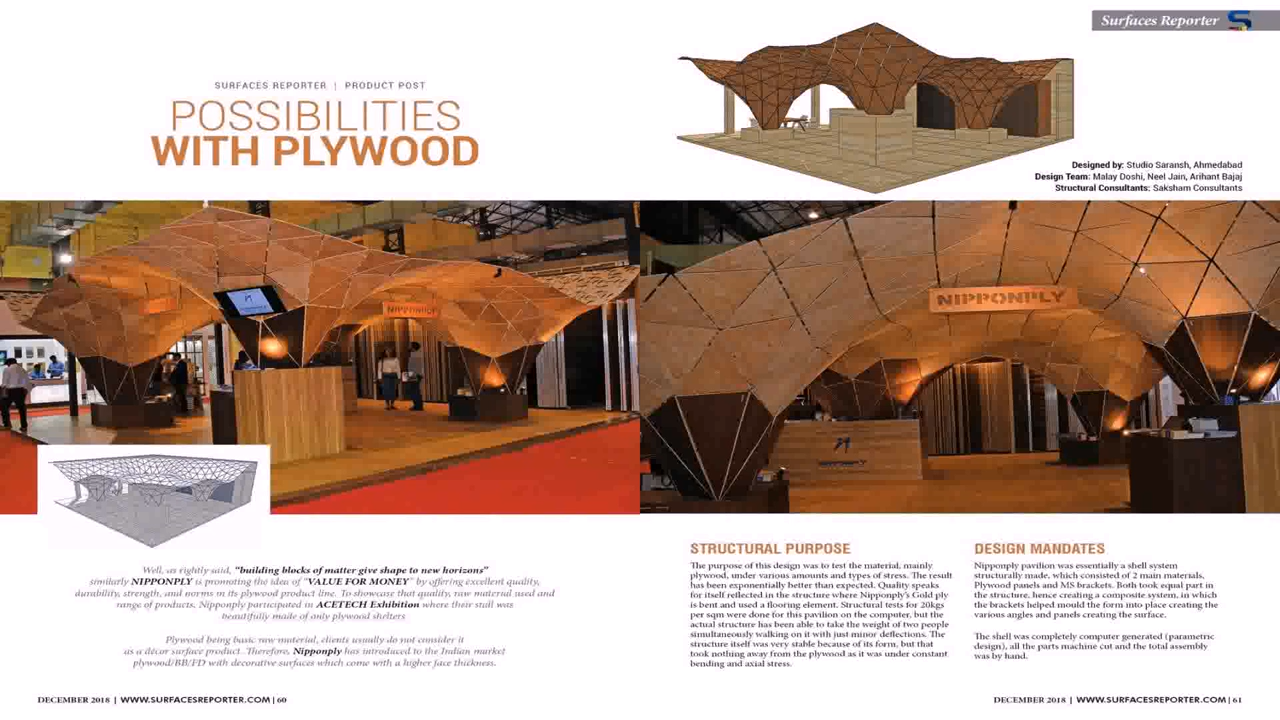 Surfaces Reporter
SURFACES REPORTER | PRODUCT POST
POSSIBILITIES
WITH PLYWOOD
Designed by: Studio Saransh, Ahmedabad
Design Team: Malay Doshi, Neel Jain, Arihant Bajaj
Structural Consultants: Saksham Consultants
NIPPONPLY
NIPPONPLY
Well, as rightly said, "building blocks of matter give shape to new horizons"
similarly NIPPONPLY is promoting the idea of "VALUE FOR MONEY" by offering excellent quality,
durability, strength, and norms in its plywood product line. To showcase that quality, raw material used and
range of products. Nipponply participated in ACETECH Exhibition where their stall was
beautifully made of only plywood shelters
Plywood being basic raw material, clients usually do not consider it
as a décor surface product. Therefore, Nipponply has introduced to the Indian market
plywood/BB/FD with decorative surfaces which come with a higher face thickness.
DECEMBER 2018 | WWW.SURFACESREPORTER.COM | 60
STRUCTURAL PURPOSE
The purpose of this design was to test the material, mainly
plywood, under various amounts and types of stress. The result
has been exponentially better than expected. Quality speaks
for itself reflected in the structure where Nipponply's Gold ply
is bent and used a flooring element. Structural tests for 20kgs
per sqm were done for this pavilion on the computer, but the
actual structure has been able to take the weight of two people
simultaneously walking on it with just minor deflections. The
structure itself was very stable because of its form, but that
took nothing away from the plywood as it was under constant
bending and axial stress.
DESIGN MANDATES
Nipponply pavilion was essentially a shell system
structurally made, which consisted of 2 main materials,
Plywood panels and MS brackets. Both took equal part in
the structure, hence creating a composite system, in which
the brackets helped mould the form into place creating the
various angles and panels creating the surface.
The shell was completely computer generated (parametric
design), all the parts machine cut and the total assembly
was by hand.
DECEMBER 2018 | WWW.SURFACESREPORTER.COM | 61